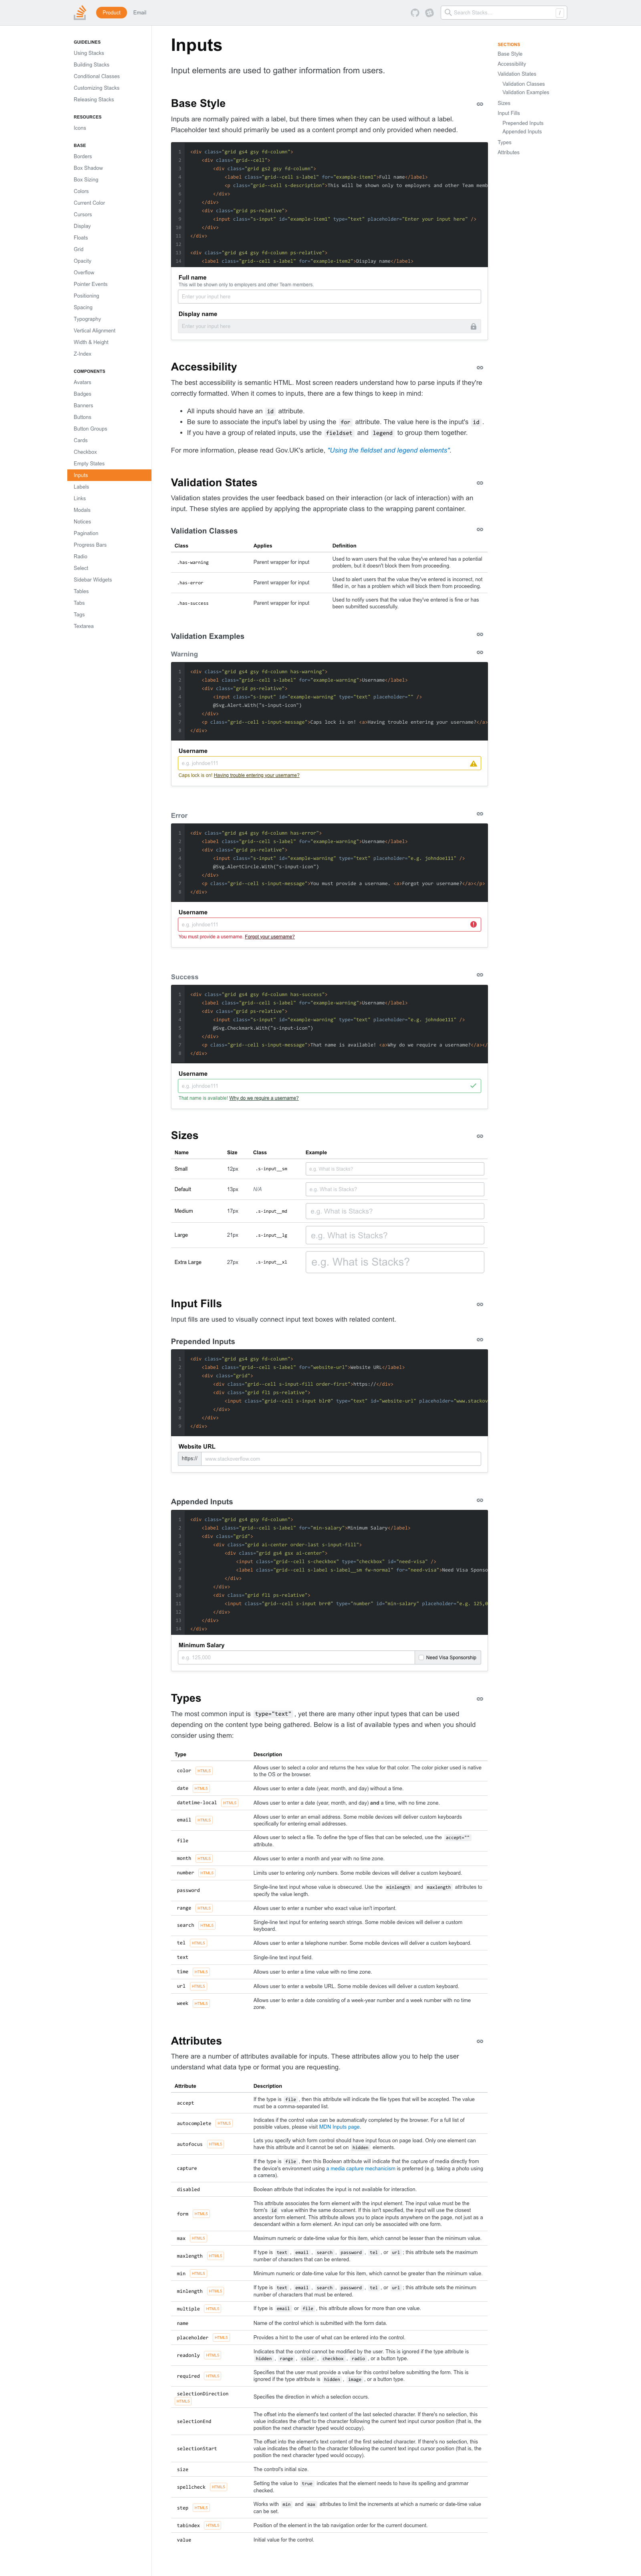 Product
Email
Search Stacks…
/
GUIDELINES
Using Stacks
Building Stacks
Conditional Classes
Customizing Stacks
Releasing Stacks
RESOURCES
Icons
BASE
Borders
Box Shadow
Box Sizing
Colors
Current Color
Cursors
Display
Floats
Grid
Opacity
Overflow
Pointer Events
Positioning
Spacing
Typography
Vertical Alignment
Width & Height
Z-Index
COMPONENTS
Avatars
Badges
Banners
Buttons
Button Groups
Cards
Checkbox
Empty States
Inputs
Labels
Links
Modals
Notices
Pagination
Progress Bars
Radio
Select
Sidebar Widgets
Tables
Tabs
Tags
Textarea
SECTIONS
Base Style
Accessibility
Validation States
Validation Classes
Validation Examples
Sizes
Input Fills
Prepended Inputs
Appended Inputs
Types
Attributes
Inputs
Input elements are used to gather information from users.
Base Style
Inputs are normally paired with a label, but there times when they can be used without a label.
Placeholder text should primarily be used as a content prompt and only provided when needed.
1 <div class="grid gs4 gsy fd-column">
2 <div class="grid--cell">
3 <div class="grid gs2 gsy fd-column">
4 <label class="grid--cell s-label" for="example-item1">Full name</label>
5 <p class="grid--cell s-description">This will be shown only to employers and other Team memb
6 </div>
7 </div>
8 <div class="grid ps-relative">
9 <input class="s-input" id="example-item1" type="text" placeholder="Enter your input here" />
10 </div>
11 </div>
12
13 <div class="grid gs4 gsy fd-column ps-relative">
14 <label class="grid--cell s-label" for="example-item2">Display name</label>
Full name
This will be shown only to employers and other Team members.
Enter your input here
Display name
Enter your input here
Accessibility
The best accessibility is semantic HTML. Most screen readers understand how to parse inputs if they're
correctly formatted. When it comes to inputs, there are a few things to keep in mind:
• All inputs should have an id attribute.
• Be sure to associate the input's label by using the for attribute. The value here is the input's id .
• If you have a group of related inputs, use the fieldset and legend to group them together.
For more information, please read Gov.UK's article, "Using the fieldset and legend elements".
Validation States
Validation states provides the user feedback based on their interaction (or lack of interaction) with an
input. These styles are applied by applying the appropriate class to the wrapping parent container.
Validation Classes
Class Applies Definition
.has-warning Parent wrapper for input Used to warn users that the value they've entered has a potential
problem, but it doesn't block them from proceeding.
.has-error Parent wrapper for input Used to alert users that the value they've entered is incorrect, not
filled in, or has a problem which will block them from proceeding.
.has-success Parent wrapper for input Used to notify users that the value they've entered is fine or has
been submitted successfully.
Validation Examples
Warning
1 <div class="grid gs4 gsy fd-column has-warning">
2 <label class="grid--cell s-label" for="example-warning">Username</label>
3 <div class="grid ps-relative">
4 <input class="s-input" id="example-warning" type="text" placeholder="" />
5 @Svg.Alert.With("s-input-icon")
6 </div>
7 <p class="grid--cell s-input-message">Caps lock is on! <a>Having trouble entering your username?</a>
8 </div>
Username
e.g. johndoe111
Caps lock is on! Having trouble entering your username?
Error
1 <div class="grid gs4 gsy fd-column has-error">
2 <label class="grid--cell s-label" for="example-warning">Username</label>
3 <div class="grid ps-relative">
4 <input class="s-input" id="example-warning" type="text" placeholder="e.g. johndoe111" />
5 @Svg.AlertCircle.With("s-input-icon")
6 </div>
7 <p class="grid--cell s-input-message">You must provide a username. <a>Forgot your username?</a></p>
8 </div>
Username
e.g. johndoe111
You must provide a username. Forgot your username?
Success
1 <div class="grid gs4 gsy fd-column has-success">
2 <label class="grid--cell s-label" for="example-warning">Username</label>
3 <div class="grid ps-relative">
4 <input class="s-input" id="example-warning" type="text" placeholder="e.g. johndoe111" />
5 @Svg.Checkmark.With("s-input-icon")
6 </div>
7 <p class="grid--cell s-input-message">That name is available! <a>Why do we require a username?</a></
8 </div>
Username
e.g. johndoe111
That name is available! Why do we require a username?
Sizes
Name Size Class Example
Small 12px .s-input__sm e.g. What is Stacks?
Default 13px N/A e.g. What is Stacks?
Medium 17px .s-input__md e.g. What is Stacks?
Large 21px .s-input__lg e.g. What is Stacks?
Extra Large 27px .s-input__xl e.g. What is Stacks?
Input Fills
Input fills are used to visually connect input text boxes with related content.
Prepended Inputs
1 <div class="grid gs4 gsy fd-column">
2 <label class="grid--cell s-label" for="website-url">Website URL</label>
3 <div class="grid">
4 <div class="grid--cell s-input-fill order-first">https://</div>
5 <div class="grid fl1 ps-relative">
6 <input class="grid--cell s-input blr0" type="text" id="website-url" placeholder="www.stackov
7 </div>
8 </div>
9 </div>
Website URL
https://
www.stackoverflow.com
Appended Inputs
1 <div class="grid gs4 gsy fd-column">
2 <label class="grid--cell s-label" for="min-salary">Minimum Salary</label>
3 <div class="grid">
4 <div class="grid ai-center order-last s-input-fill">
5 <div class="grid gs4 gsx ai-center">
6 <input class="grid--cell s-checkbox" type="checkbox" id="need-visa" />
7 <label class="grid--cell s-label s-label__sm fw-normal" for="need-visa">Need Visa Sponso
8 </div>
9 </div>
10 <div class="grid fl1 ps-relative">
11 <input class="grid--cell s-input brr0" type="number" id="min-salary" placeholder="e.g. 125,0
12 </div>
13 </div>
14 </div>
Minimum Salary
e.g. 125,000
Need Visa Sponsorship
Types
The most common input is type="text" , yet there are many other input types that can be used
depending on the content type being gathered. Below is a list of available types and when you should
consider using them:
Type Description
color HTML5 Allows user to select a color and returns the hex value for that color. The color picker used is native
to the OS or the browser.
date HTML5 Allows user to enter a date (year, month, and day) without a time.
datetime-local HTML5 Allows user to enter a date (year, month, and day) and a time, with no time zone.
email HTML5 Allows user to enter an email address. Some mobile devices will deliver custom keyboards
specifically for entering email addresses.
file Allows user to select a file. To define the type of files that can be selected, use the accept=""
attribute.
month HTML5 Allows user to enter a month and year with no time zone.
number HTML5 Limits user to entering only numbers. Some mobile devices will deliver a custom keyboard.
password Single-line text input whose value is obscured. Use the minlength and maxlength attributes to
specify the value length.
range HTML5 Allows user to enter a number who exact value isn't important.
search HTML5 Single-line text input for entering search strings. Some mobile devices will deliver a custom
keyboard.
tel HTML5 Allows user to enter a telephone number. Some mobile devices will deliver a custom keyboard.
text Single-line text input field.
time HTML5 Allows user to enter a time value with no time zone.
url HTML5 Allows user to enter a website URL. Some mobile devices will deliver a custom keyboard.
week HTML5 Allows user to enter a date consisting of a week-year number and a week number with no time
zone.
Attributes
There are a number of attributes available for inputs. These attributes allow you to help the user
understand what data type or format you are requesting.
Attribute Description
accept If the type is file , then this attribute will indicate the file types that will be accepted. The value
must be a comma-separated list.
autocomplete HTML5 Indicates if the control value can be automatically completed by the browser. For a full list of
possible values, please visit MDN Inputs page.
autofocus HTML5 Lets you specify which form control should have input focus on page load. Only one element can
have this attribute and it cannot be set on hidden elements.
capture If the type is file , then this Boolean attribute will indicate that the capture of media directly from
the device's environment using a media capture mechanicism is preferred (e.g. taking a photo using
a camera).
disabled Boolean attribute that indicates the input is not available for interaction.
form HTML5 This attribute associates the form element with the input element. The input value must be the
form's id value within the same document. If this isn't specified, the input will use the closest
ancestor form element. This attribute allows you to place inputs anywhere on the page, not just as a
descendant within a form element. An input can only be associated with one form.
max HTML5 Maximum numeric or date-time value for this item, which cannot be lesser than the minimum value.
maxlength HTML5 If type is text , email , search , password , tel , or url ; this attribute sets the maximum
number of characters that can be entered.
min HTML5 Minimum numeric or date-time value for this item, which cannot be greater than the minimum value.
minlength HTML5 If type is text , email , search , password , tel , or url ; this attribute sets the minimum
number of characters that must be entered.
multiple HTML5 If type is email or file , this attribute allows for more than one value.
name Name of the control which is submitted with the form data.
placeholder HTML5 Provides a hint to the user of what can be entered into the control.
readonly HTML5 Indicates that the control cannot be modified by the user. This is ignored if the type attribute is
hidden , range , color , checkbox , radio , or a button type.
required HTML5 Specifies that the user must provide a value for this control before submitting the form. This is
ignored if the type attribute is hidden , image , or a button type.
selectionDirection
HTML5 Specifies the direction in which a selection occurs.
selectionEnd The offset into the element's text content of the last selected character. If there's no selection, this
value indicates the offset to the character following the current text input cursor position (that is, the
position the next character typed would occupy).
selectionStart The offset into the element's text content of the first selected character. If there's no selection, this
value indicates the offset to the character following the current text input cursor position (that is, the
position the next character typed would occupy).
size The control's initial size.
spellcheck HTML5 Setting the value to true indicates that the element needs to have its spelling and grammar
checked.
step HTML5 Works with min and max attributes to limit the increments at which a numeric or date-time value
can be set.
tabindex HTML5 Position of the element in the tab navigation order for the current document.
value Initial value for the control.